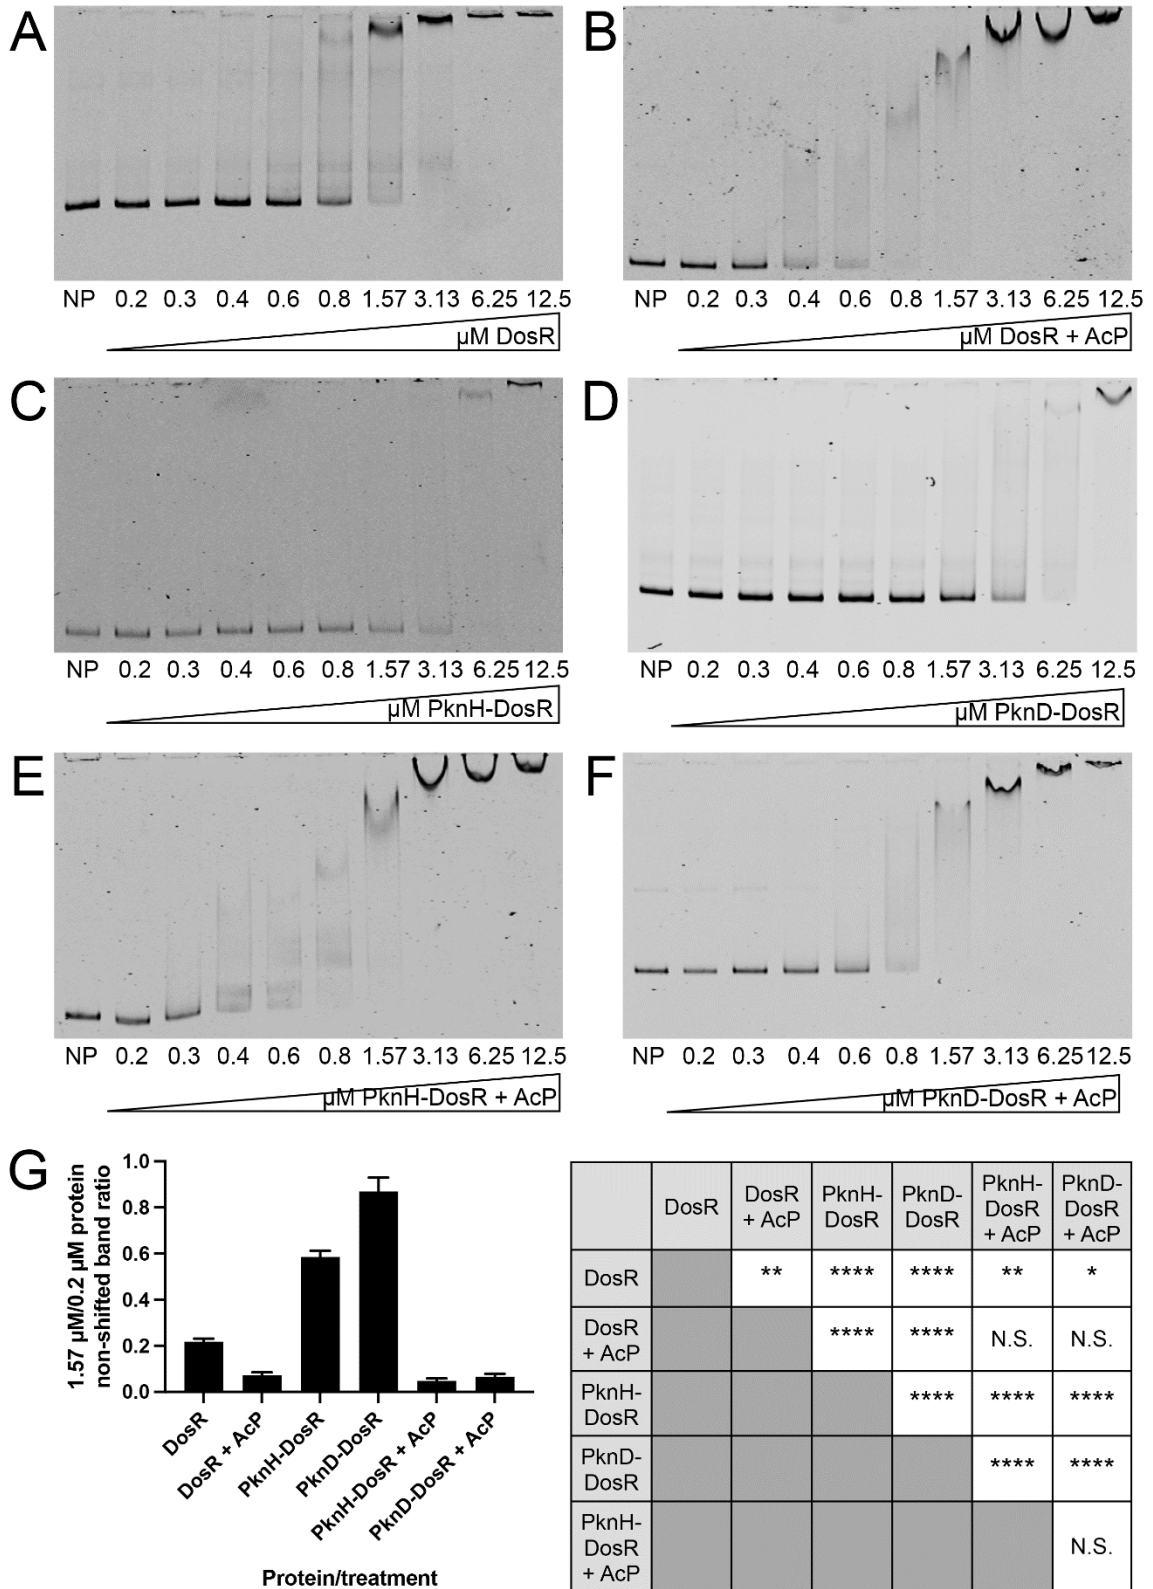 A
NP 0.2 0.3 0.4 0.6 0.8 1.57 3.13 6.25 12.5
µM DosR
B
NP 0.2 0.3 0.4 0.6 0.8 1.57 3.13 6.25 12.5
µM DosR + AcP
C
NP 0.2 0.3 0.4 0.6 0.8 1.57 3.13 6.25 12.5
µM PknH-DosR
D
NP 0.2 0.3 0.4 0.6 0.8 1.57 3.13 6.25 12.5
µM PknD-DosR
E
NP 0.2 0.3 0.4 0.6 0.8 1.57 3.13 6.25 12.5
µM PknH-DosR + AcP
F
NP 0.2 0.3 0.4 0.6 0.8 1.57 3.13 6.25 12.5
µM PknD-DosR + AcP
G
1.57 µM/0.2 µM protein
non-shifted band ratio
1.0
0.8
0.6
0.4
0.2
0.0
DosR
DosR + AcP
PknH-DosR
PknD-DosR
PknH-DosR + AcP
PknD-DosR + AcP
Protein/treatment
DosR
DosR
+ AcP
PknH-
DosR
PknD-
DosR
PknH-
DosR
+ AcP
PknD-
DosR
+ AcP
DosR ** **** **** ** *
DosR
+ AcP
**** **** N.S. N.S.
PknH-
DosR
**** **** ****
PknD-
DosR
**** ****
PknH-
DosR
+ AcP
N.S.